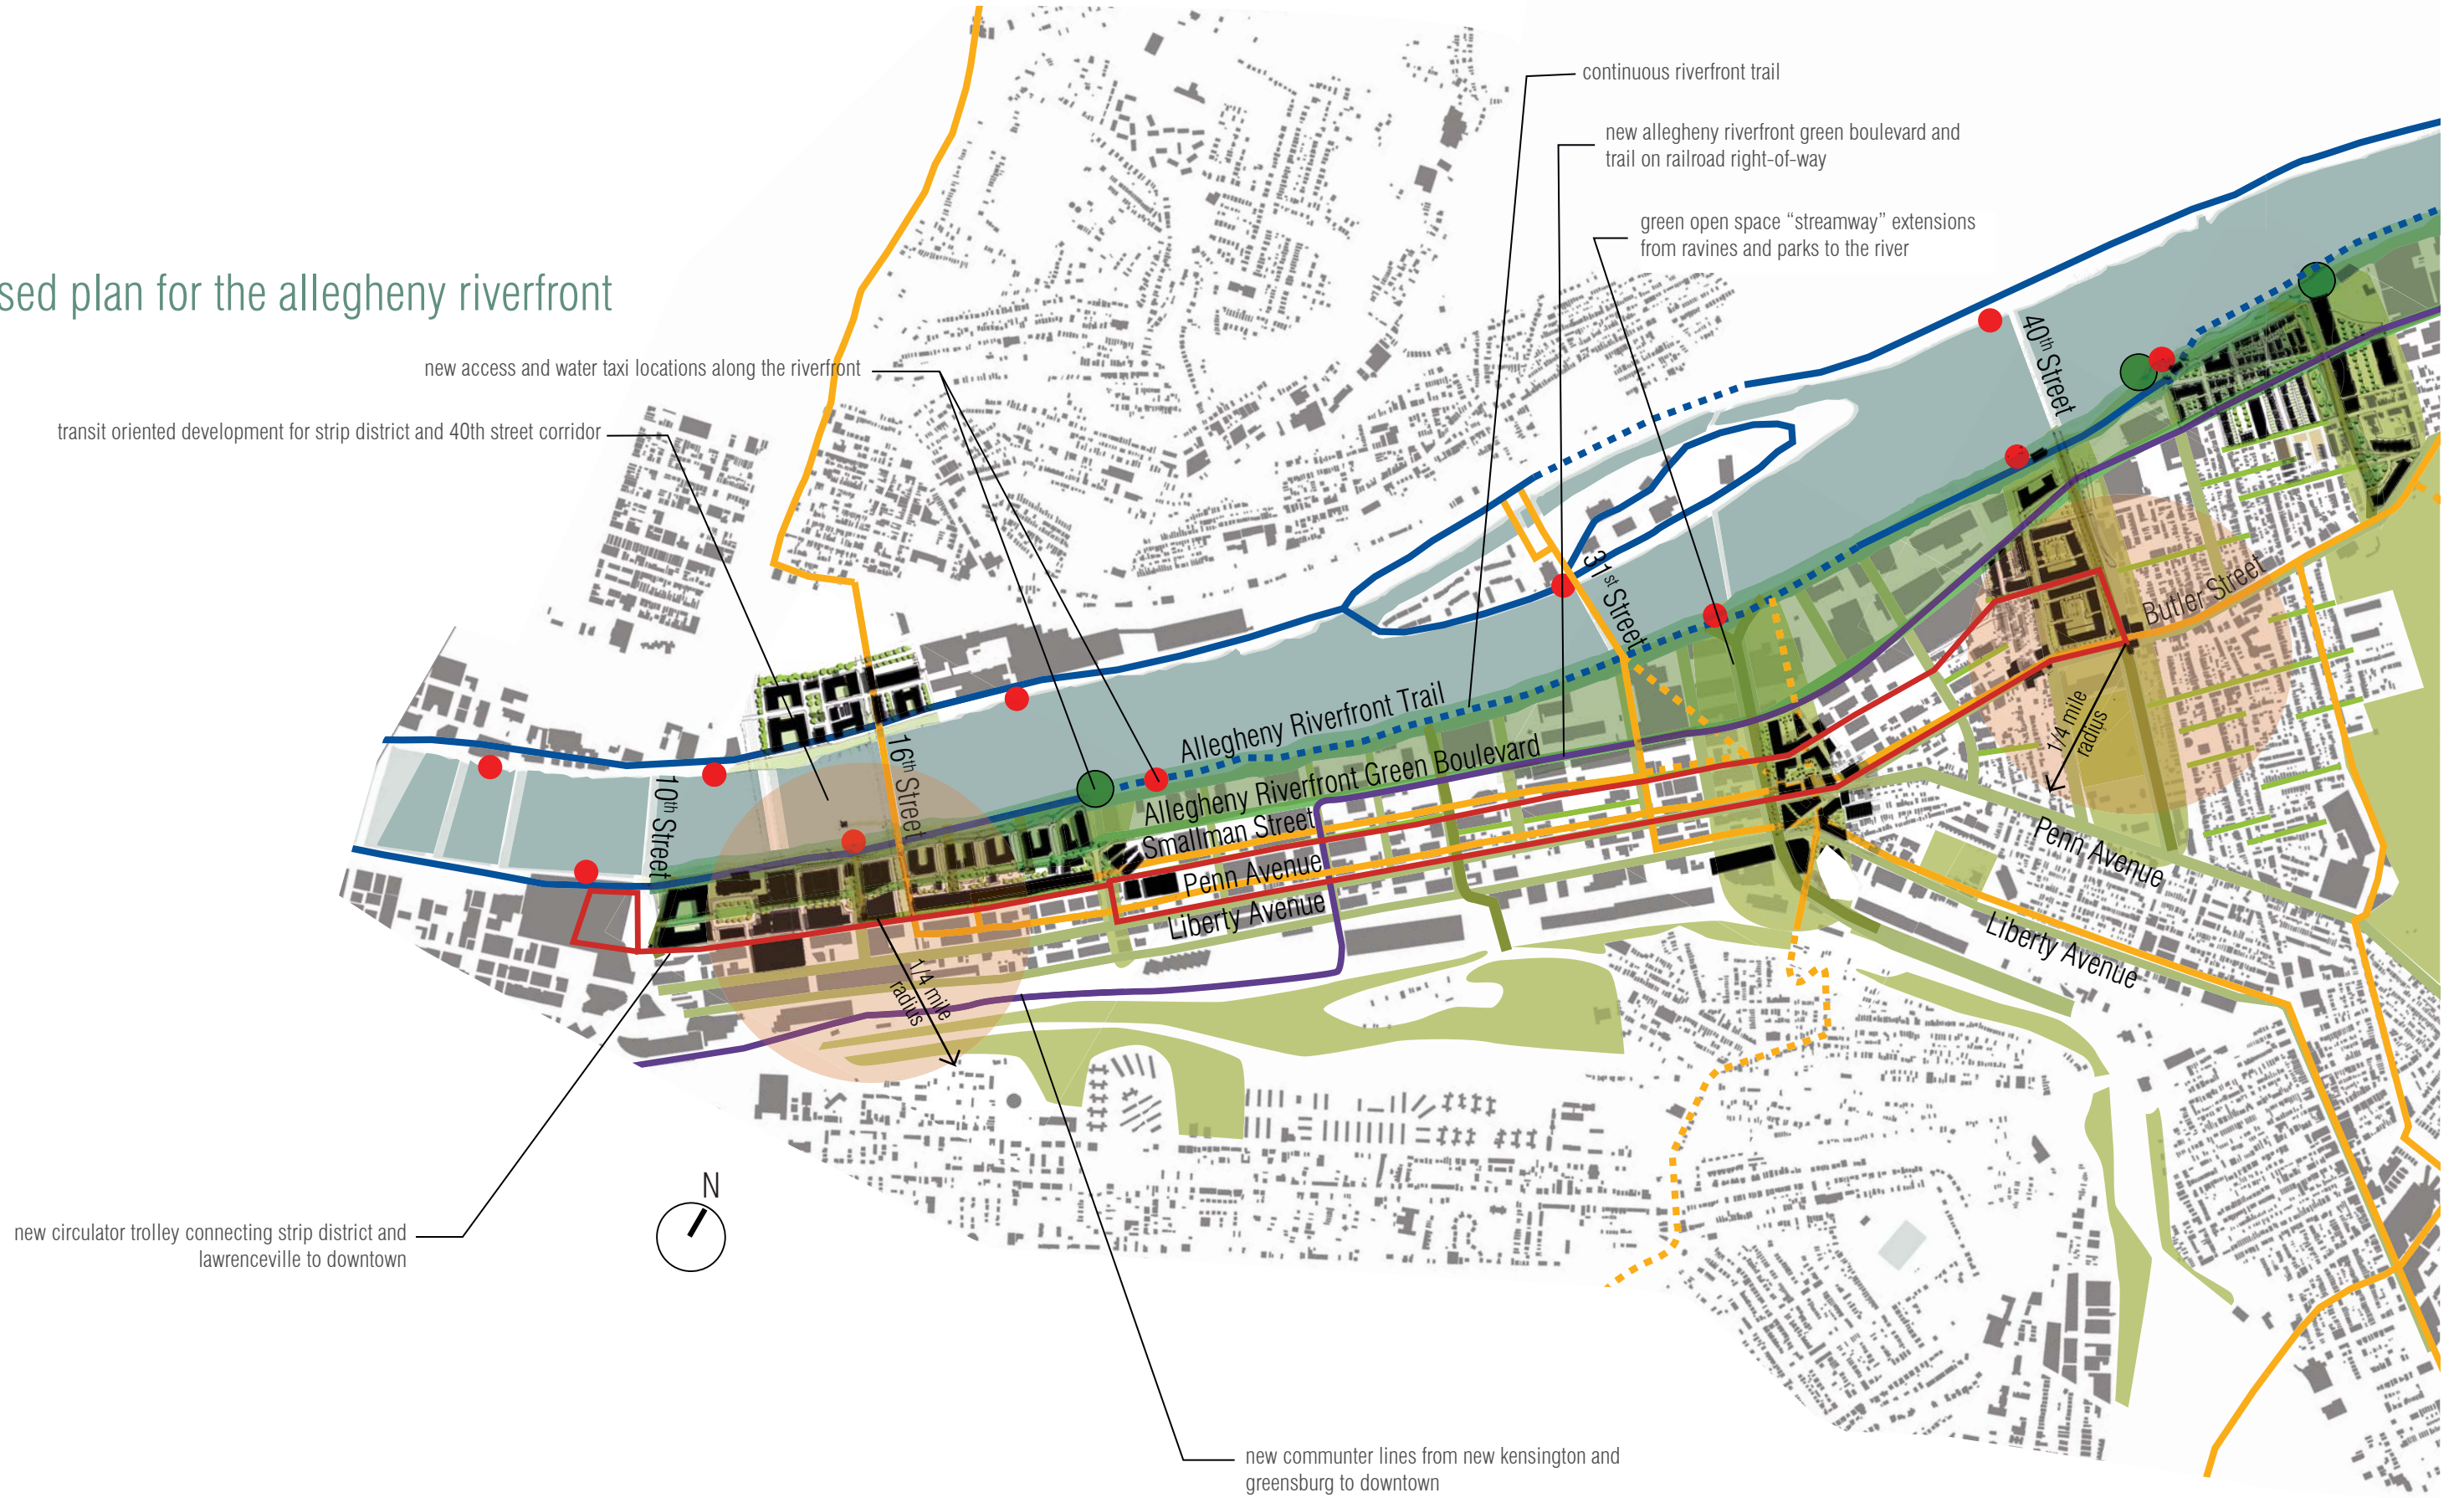 continuous riverfront trail
new allegheny riverfront green boulevard and
trail on railroad right-of-way
green open space “streamway” extensions
from ravines and parks to the river
sed plan for the allegheny riverfront
new access and water taxi locations along the riverfront
transit oriented development for strip district and 40th street corridor
40th Street
31st Street
Butler Street
1/4 mile
radius
Allegheny Riverfront Trail
Allegheny Riverfront Green Boulevard
16th Street
10th Street
Smallman Street
Penn Avenue
Liberty Avenue
Penn Avenue
Liberty Avenue
1/4 mile
radius
N
new circulator trolley connecting strip district and
lawrenceville to downtown
new communter lines from new kensington and
greensburg to downtown